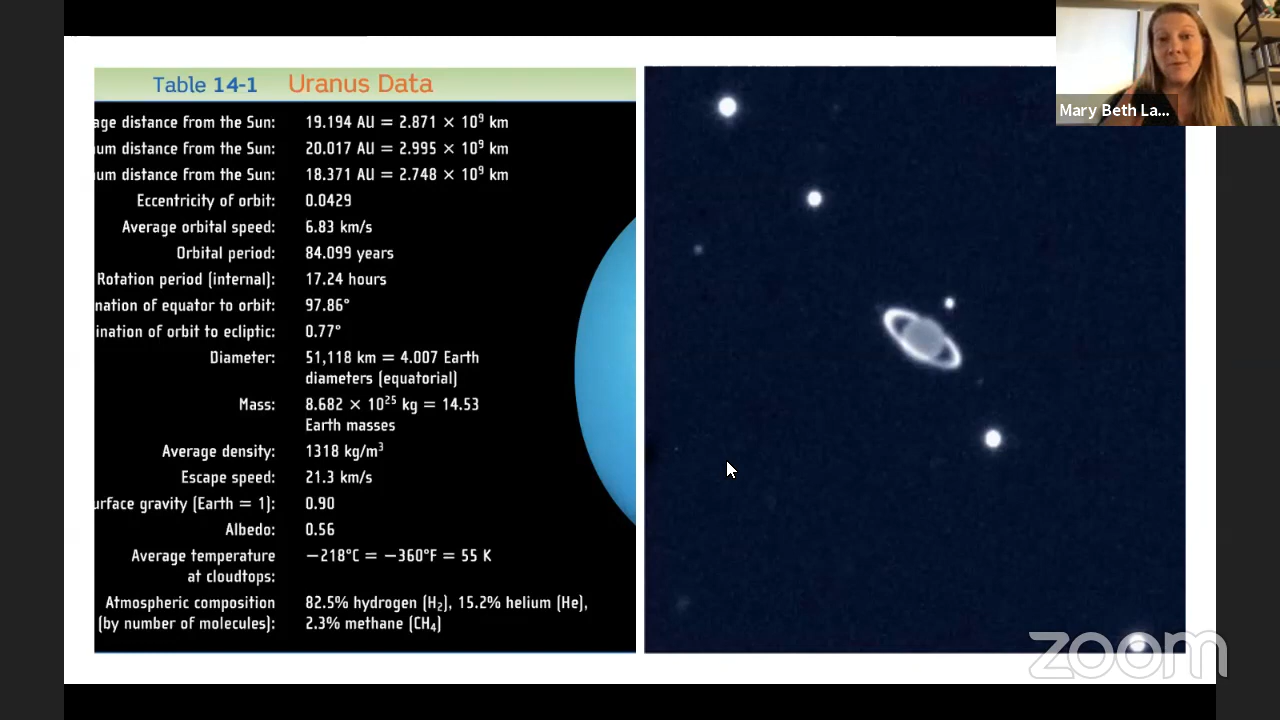 Table 14-1 Uranus Data
age distance from the Sun: 19.194 AU = 2.871 × 10⁹ km
um distance from the Sun: 20.017 AU = 2.995 × 10⁹ km
um distance from the Sun: 18.371 AU = 2.748 × 10⁹ km
Eccentricity of orbit: 0.0429
Average orbital speed: 6.83 km/s
Orbital period: 84.099 years
Rotation period (internal): 17.24 hours
nation of equator to orbit: 97.86°
ination of orbit to ecliptic: 0.77°
Diameter: 51,118 km = 4.007 Earth
diameters (equatorial)
Mass: 8.682 × 10²⁵ kg = 14.53
Earth masses
Average density: 1318 kg/m³
Escape speed: 21.3 km/s
urface gravity (Earth = 1): 0.90
Albedo: 0.56
Average temperature −218°C = −360°F = 55 K
at cloudtops:
Atmospheric composition 82.5% hydrogen (H₂), 15.2% helium (He),
(by number of molecules): 2.3% methane (CH₄)
Mary Beth La...
zoom